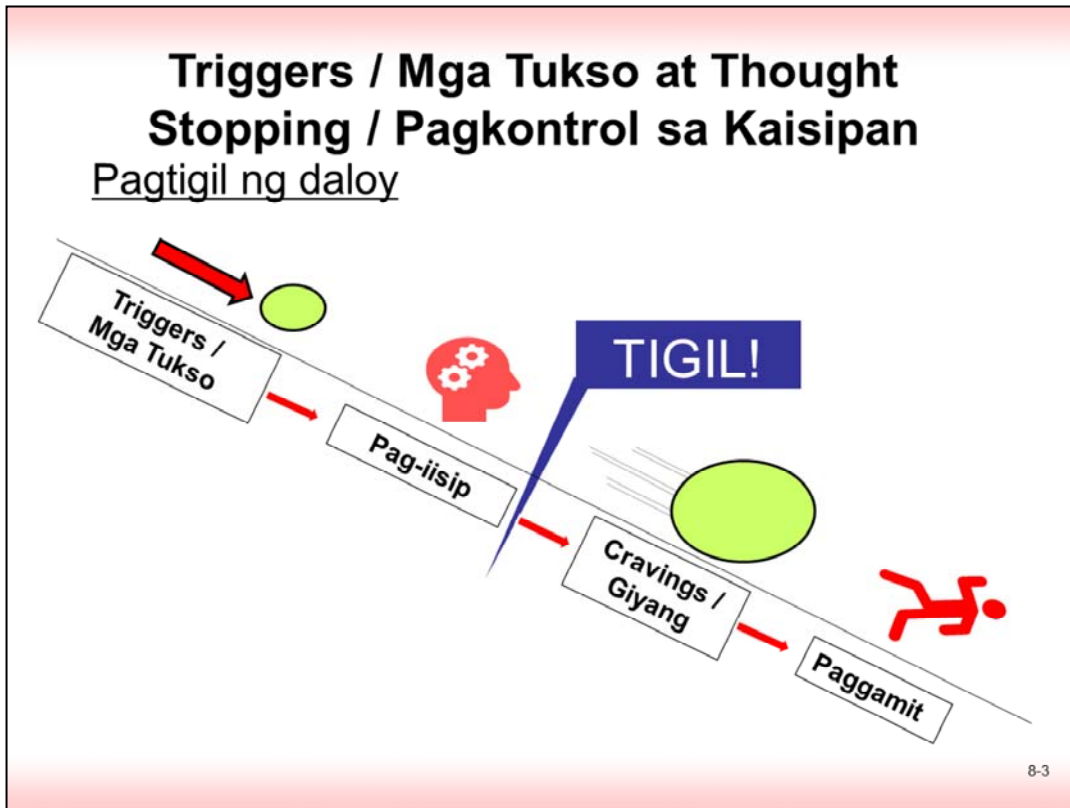 Triggers / Mga Tukso at Thought
Stopping / Pagkontrol sa Kaisipan
Pagtigil ng daloy
Triggers /
Mga Tukso
Pag-iisip
TIGIL!
Cravings /
Giyang
Paggamit
8-3